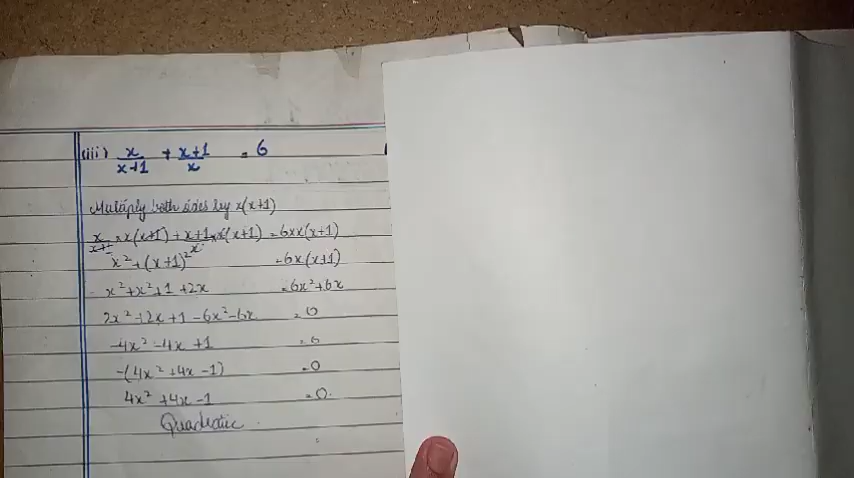 (iii) x/x+1 + x+1/x = 6
Multiply both sides by x(x+1)
x/x+1 × x(x+1) + x+1/x × x(x+1) = 6×x(x+1)
x² + (x+1)² = 6x(x+1)
x² + x² + 1 + 2x = 6x² + 6x
2x² + 2x + 1 - 6x² - 6x = 0
-4x² - 4x + 1 = 0
-(4x² + 4x - 1) = 0
4x² + 4x - 1 = 0.
Quadratic.